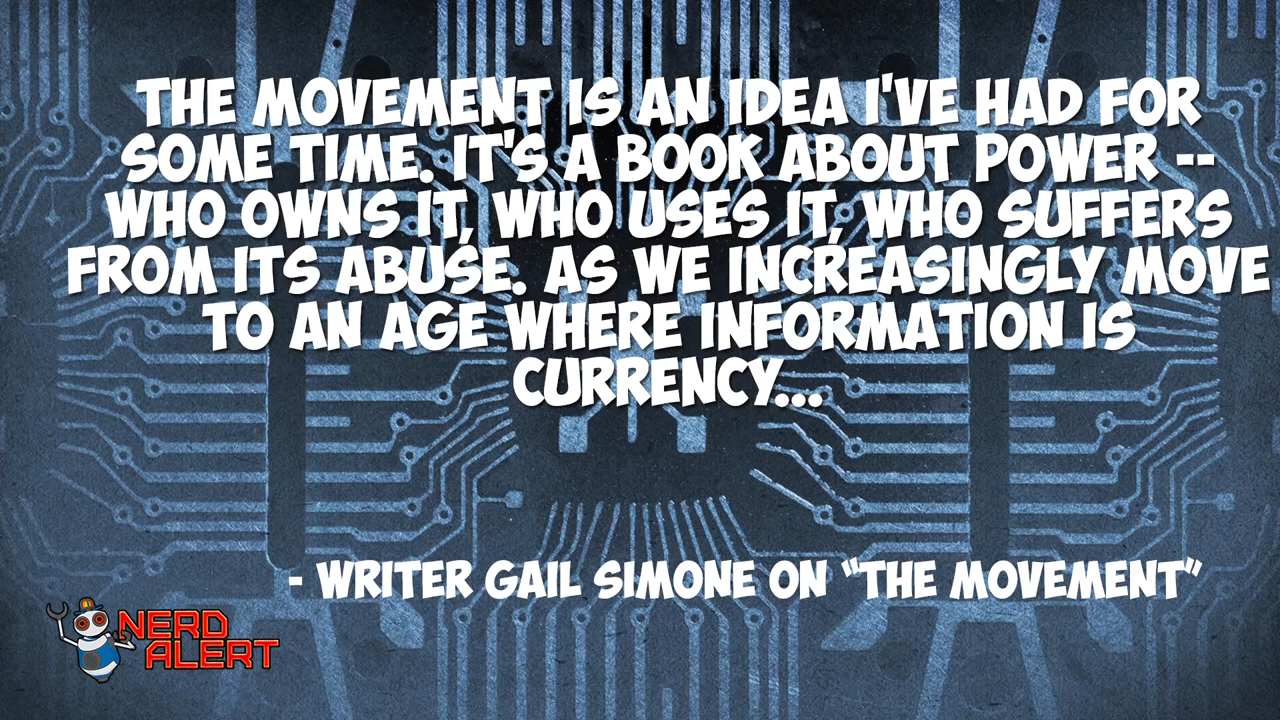 THE MOVEMENT IS AN IDEA I'VE HAD FOR
SOME TIME. IT'S A BOOK ABOUT POWER --
WHO OWNS IT, WHO USES IT, WHO SUFFERS
FROM ITS ABUSE. AS WE INCREASINGLY MOVE
TO AN AGE WHERE INFORMATION IS
CURRENCY...
- WRITER GAIL SIMONE ON "THE MOVEMENT"
NERD
ALERT